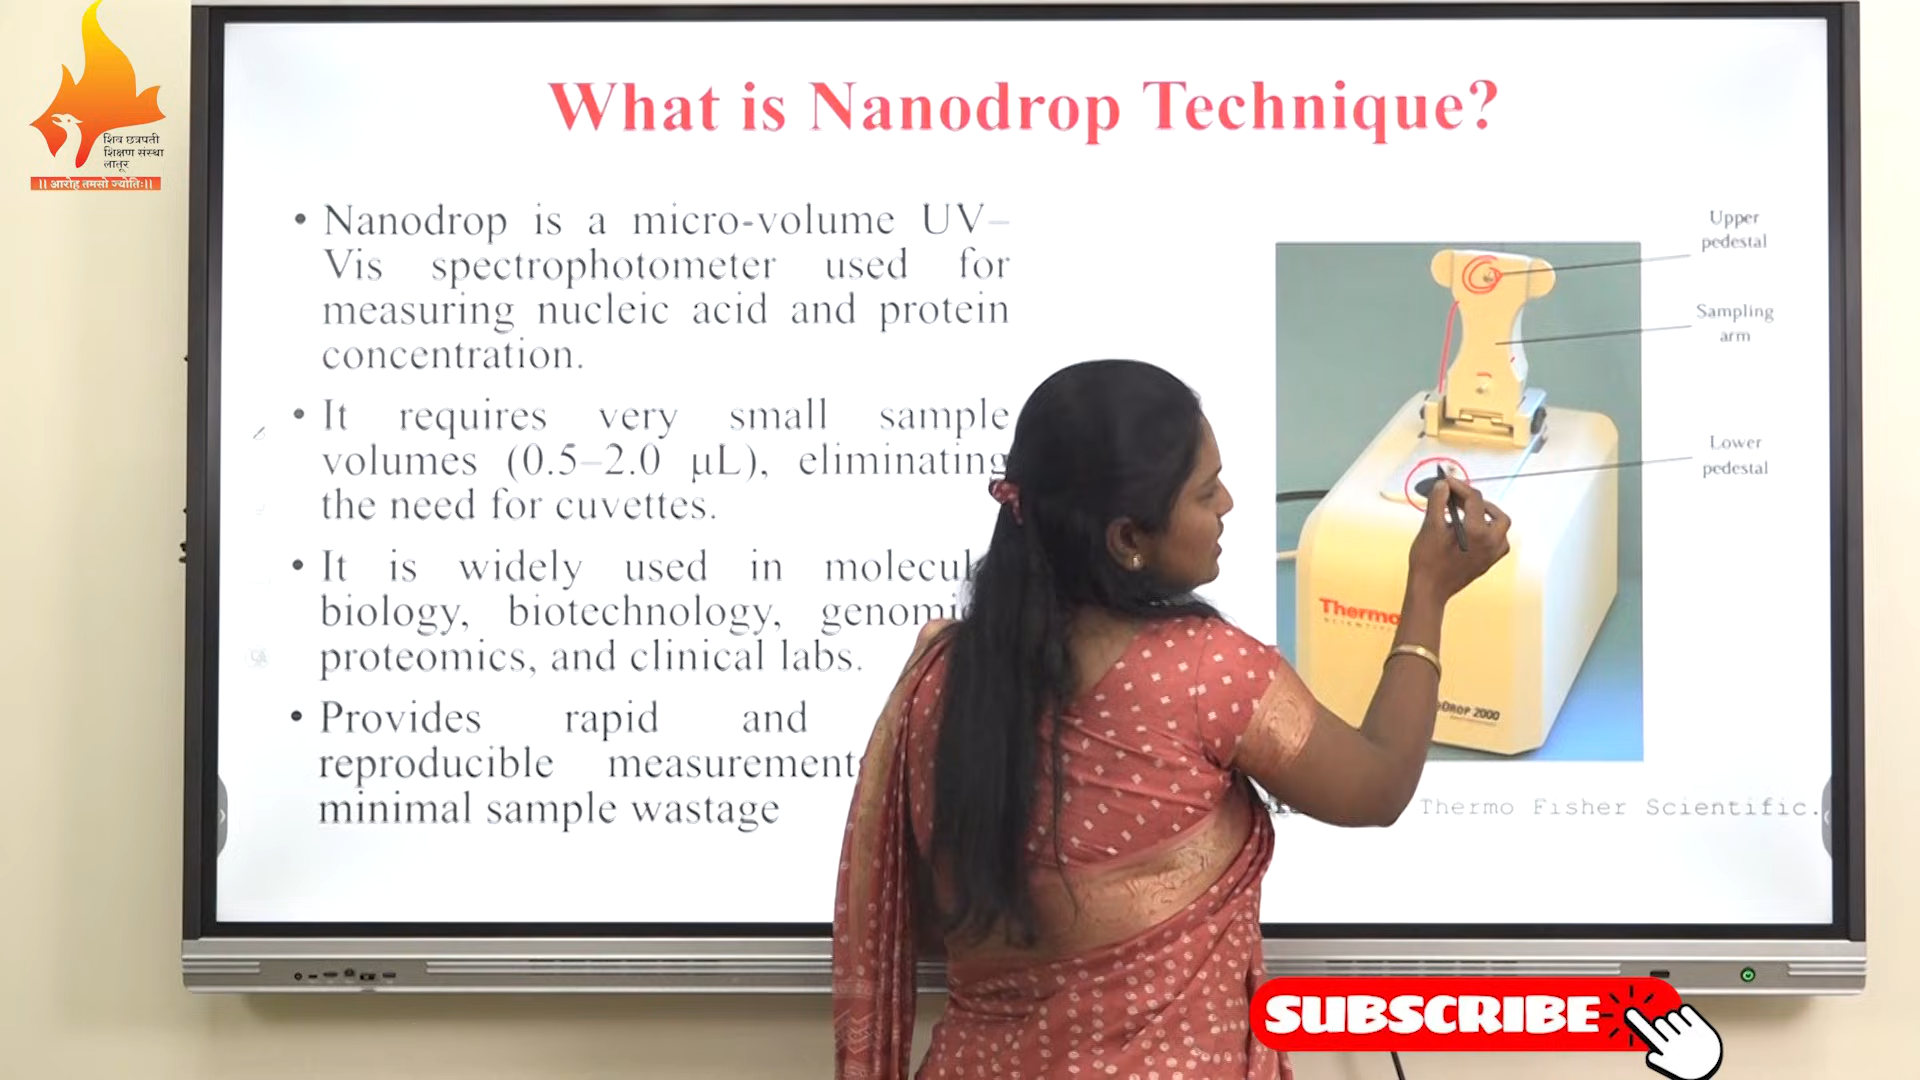 शिव छत्रपती
शिक्षण संस्था
लातूर
।। आरोह तमसो ज्योतिः।।
What is Nanodrop Technique?
• Nanodrop is a micro-volume UV–
Vis spectrophotometer used for
measuring nucleic acid and protein
concentration.
• It requires very small sample
volumes (0.5–2.0 µL), eliminating
the need for cuvettes.
• It is widely used in
biology, biotechnology,
proteomics, and clinical labs.
• Provides rapid and
reproducible
minimal sample wastage
Upper
pedestal
Sampling
arm
Lower
pedestal
Thermo
DROP 2000
Thermo Fisher Scientific.
SUBSCRIBE